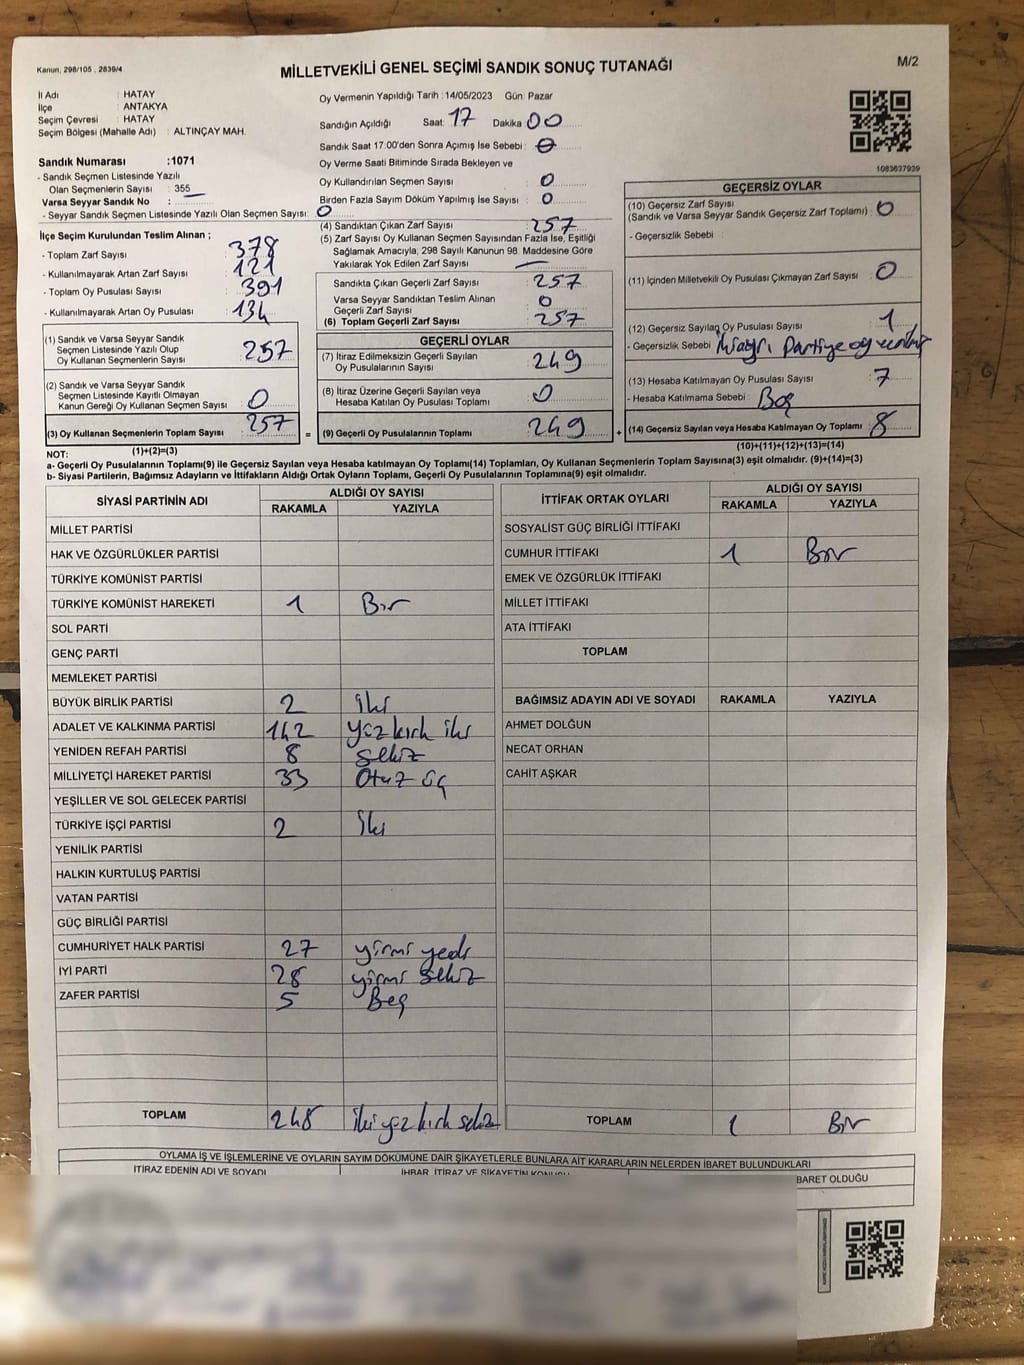 Kanun, 298/105 , 2839/4
MİLLETVEKİLİ GENEL SEÇİMİ SANDIK SONUÇ TUTANAĞI
M/2
İl Adı : HATAY
İlçe : ANTAKYA
Seçim Çevresi : HATAY
Seçim Bölgesi (Mahalle Adı) : ALTINÇAY MAH.
Sandık Numarası :1071
- Sandık Seçmen Listesinde Yazılı
Olan Seçmenlerin Sayısı : 355
Varsa Seyyar Sandık No :
- Seyyar Sandık Seçmen Listesinde Yazılı Olan Seçmen Sayısı: 0
Oy Vermenin Yapıldığı Tarih :14/05/2023 Gün: Pazar
Sandığın Açıldığı Saat: 17 Dakika 00
Sandık Saat 17.00'den Sonra Açımış İse Sebebi : 0
Oy Verme Saati Bitiminde Sırada Bekleyen ve
Oy Kullandırılan Seçmen Sayısı 0
Birden Fazla Sayım Döküm Yapılmış İse Sayısı : 0
1083637939
İlçe Seçim Kurulundan Teslim Alınan ;
- Toplam Zarf Sayısı 378
- Kullanılmayarak Artan Zarf Sayısı 121
- Toplam Oy Pusulası Sayısı 391
- Kullanılmayarak Artan Oy Pusulası 134
(4) Sandıktan Çıkan Zarf Sayısı 257
(5) Zarf Sayısı Oy Kullanan Seçmen Sayısından Fazla İse, Eşitliği
Sağlamak Amacıyla; 298 Sayılı Kanunun 98. Maddesine Göre
Yakılarak Yok Edilen Zarf Sayısı —
Sandıkta Çıkan Geçerli Zarf Sayısı 257
Varsa Seyyar Sandıktan Teslim Alınan
Geçerli Zarf Sayısı 0
(6) Toplam Geçerli Zarf Sayısı 257
GEÇERSİZ OYLAR
(10) Geçersiz Zarf Sayısı
(Sandık ve Varsa Seyyar Sandık Geçersiz Zarf Toplamı) : 0
- Geçersizlik Sebebi :
(11) İçinden Milletvekili Oy Pusulası Çıkmayan Zarf Sayısı 0
(12) Geçersiz Sayılan Oy Pusulası Sayısı 1
- Geçersizlik Sebebi Partiye oy
(13) Hesaba Katılmayan Oy Pusulası Sayısı 7
- Hesaba Katılmama Sebebi : Boş
(14) Geçersiz Sayılan veya Hesaba Katılmayan Oy Toplamı 8
(1) Sandık ve Varsa Seyyar Sandık
Seçmen Listesinde Yazılı Olup
Oy Kullanan Seçmenlerin Sayısı 257
(2) Sandık ve Varsa Seyyar Sandık
Seçmen Listesinde Kayıtlı Olmayan
Kanun Gereği Oy Kullanan Seçmen Sayısı 0
(3) Oy Kullanan Seçmenlerin Toplam Sayısı 257
GEÇERLİ OYLAR
(7) İtiraz Edilmeksizin Geçerli Sayılan
Oy Pusulalarının Sayısı 249
(8) İtiraz Üzerine Geçerli Sayılan veya
Hesaba Katılan Oy Pusulası Toplamı 0
= (9) Geçerli Oy Pusulalarının Toplamı 249 +
(1)+(2)=(3)
(10)+(11)+(12)+(13)=(14)
NOT:
a- Geçerli Oy Pusulalarının Toplamı(9) ile Geçersiz Sayılan veya Hesaba katılmayan Oy Toplamı(14) Toplamları, Oy Kullanan Seçmenlerin Toplam Sayısına(3) eşit olmalıdır. (9)+(14)=(3)
b- Siyasi Partilerin, Bağımsız Adayların ve İttifakların Aldığı Ortak Oyların Toplamı, Geçerli Oy Pusulalarının Toplamına(9) eşit olmalıdır.
SİYASİ PARTİNİN ADI ALDIĞI OY SAYISI
RAKAMLA YAZIYLA
MİLLET PARTİSİ
HAK VE ÖZGÜRLÜKLER PARTİSİ
TÜRKİYE KOMÜNİST PARTİSİ
TÜRKİYE KOMÜNİST HAREKETİ 1 Bir
SOL PARTİ
GENÇ PARTİ
MEMLEKET PARTİSİ
BÜYÜK BİRLİK PARTİSİ 2 iki
ADALET VE KALKINMA PARTİSİ 142 yüz kırk iki
YENİDEN REFAH PARTİSİ 8 sekiz
MİLLİYETÇİ HAREKET PARTİSİ 33 Otuz üç
YEŞİLLER VE SOL GELECEK PARTİSİ
TÜRKİYE İŞÇİ PARTİSİ 2 İki
YENİLİK PARTİSİ
HALKIN KURTULUŞ PARTİSİ
VATAN PARTİSİ
GÜÇ BİRLİĞİ PARTİSİ
CUMHURİYET HALK PARTİSİ 27 yirmi yedi
İYİ PARTİ 28 yirmi sekiz
ZAFER PARTİSİ 5 Beş
TOPLAM 248 iki yüz kırk sekiz
İTTİFAK ORTAK OYLARI ALDIĞI OY SAYISI
RAKAMLA YAZIYLA
SOSYALİST GÜÇ BİRLİĞİ İTTİFAKI
CUMHUR İTTİFAKI 1 Bir
EMEK VE ÖZGÜRLÜK İTTİFAKI
MİLLET İTTİFAKI
ATA İTTİFAKI
TOPLAM
BAĞIMSIZ ADAYIN ADI VE SOYADI RAKAMLA YAZIYLA
AHMET DOLĞUN
NECAT ORHAN
CAHİT AŞKAR
TOPLAM 1 Bir
OYLAMA İŞ VE İŞLEMLERİNE VE OYLARIN SAYIM DÖKÜMÜNE DAİR ŞİKAYETLERLE BUNLARA AİT KARARLARIN NELERDEN İBARET BULUNDUKLARI
İTİRAZ EDENİN ADI VE SOYADI İHBAR, İTİRAZ VE ŞİKAYETİN KONUSU BARET OLDUĞU